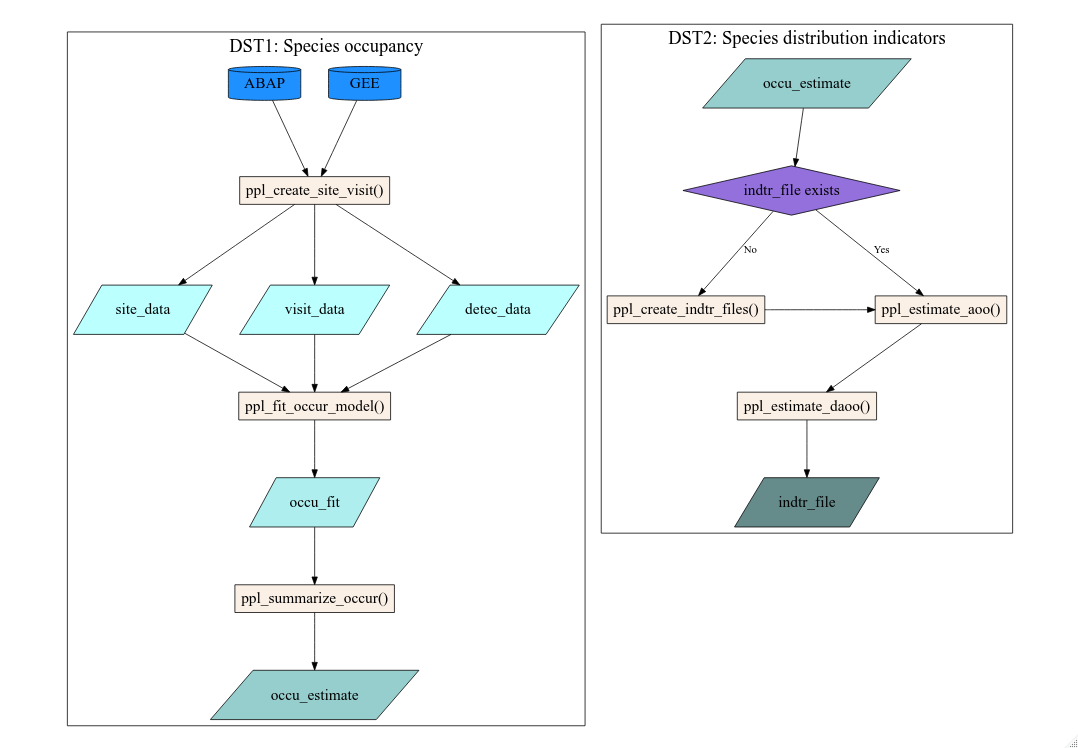 DST1: Species occupancy
ABAP
GEE
ppl_create_site_visit()
site_data
visit_data
detec_data
ppl_fit_occur_model()
occu_fit
ppl_summarize_occur()
occu_estimate
DST2: Species distribution indicators
occu_estimate
indtr_file exists
No
Yes
ppl_create_indtr_files()
ppl_estimate_aoo()
ppl_estimate_daoo()
indtr_file